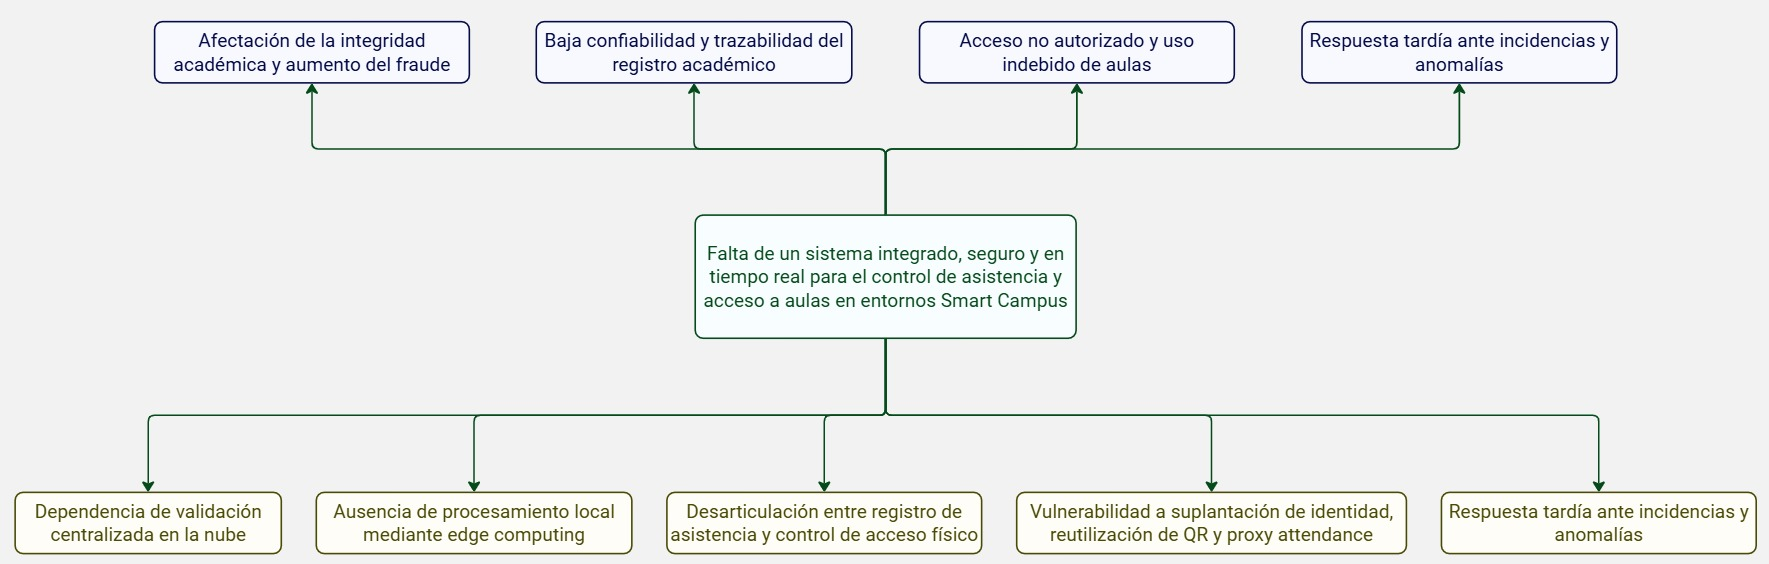 Afectación de la integridad
académica y aumento del fraude
Baja confiabilidad y trazabilidad del
registro académico
Acceso no autorizado y uso
indebido de aulas
Respuesta tardía ante incidencias y
anomalías
Falta de un sistema integrado, seguro y en
tiempo real para el control de asistencia y
acceso a aulas en entornos Smart Campus
Dependencia de validación
centralizada en la nube
Ausencia de procesamiento local
mediante edge computing
Desarticulación entre registro de
asistencia y control de acceso físico
Vulnerabilidad a suplantación de identidad,
reutilización de QR y proxy attendance
Respuesta tardía ante incidencias y
anomalías